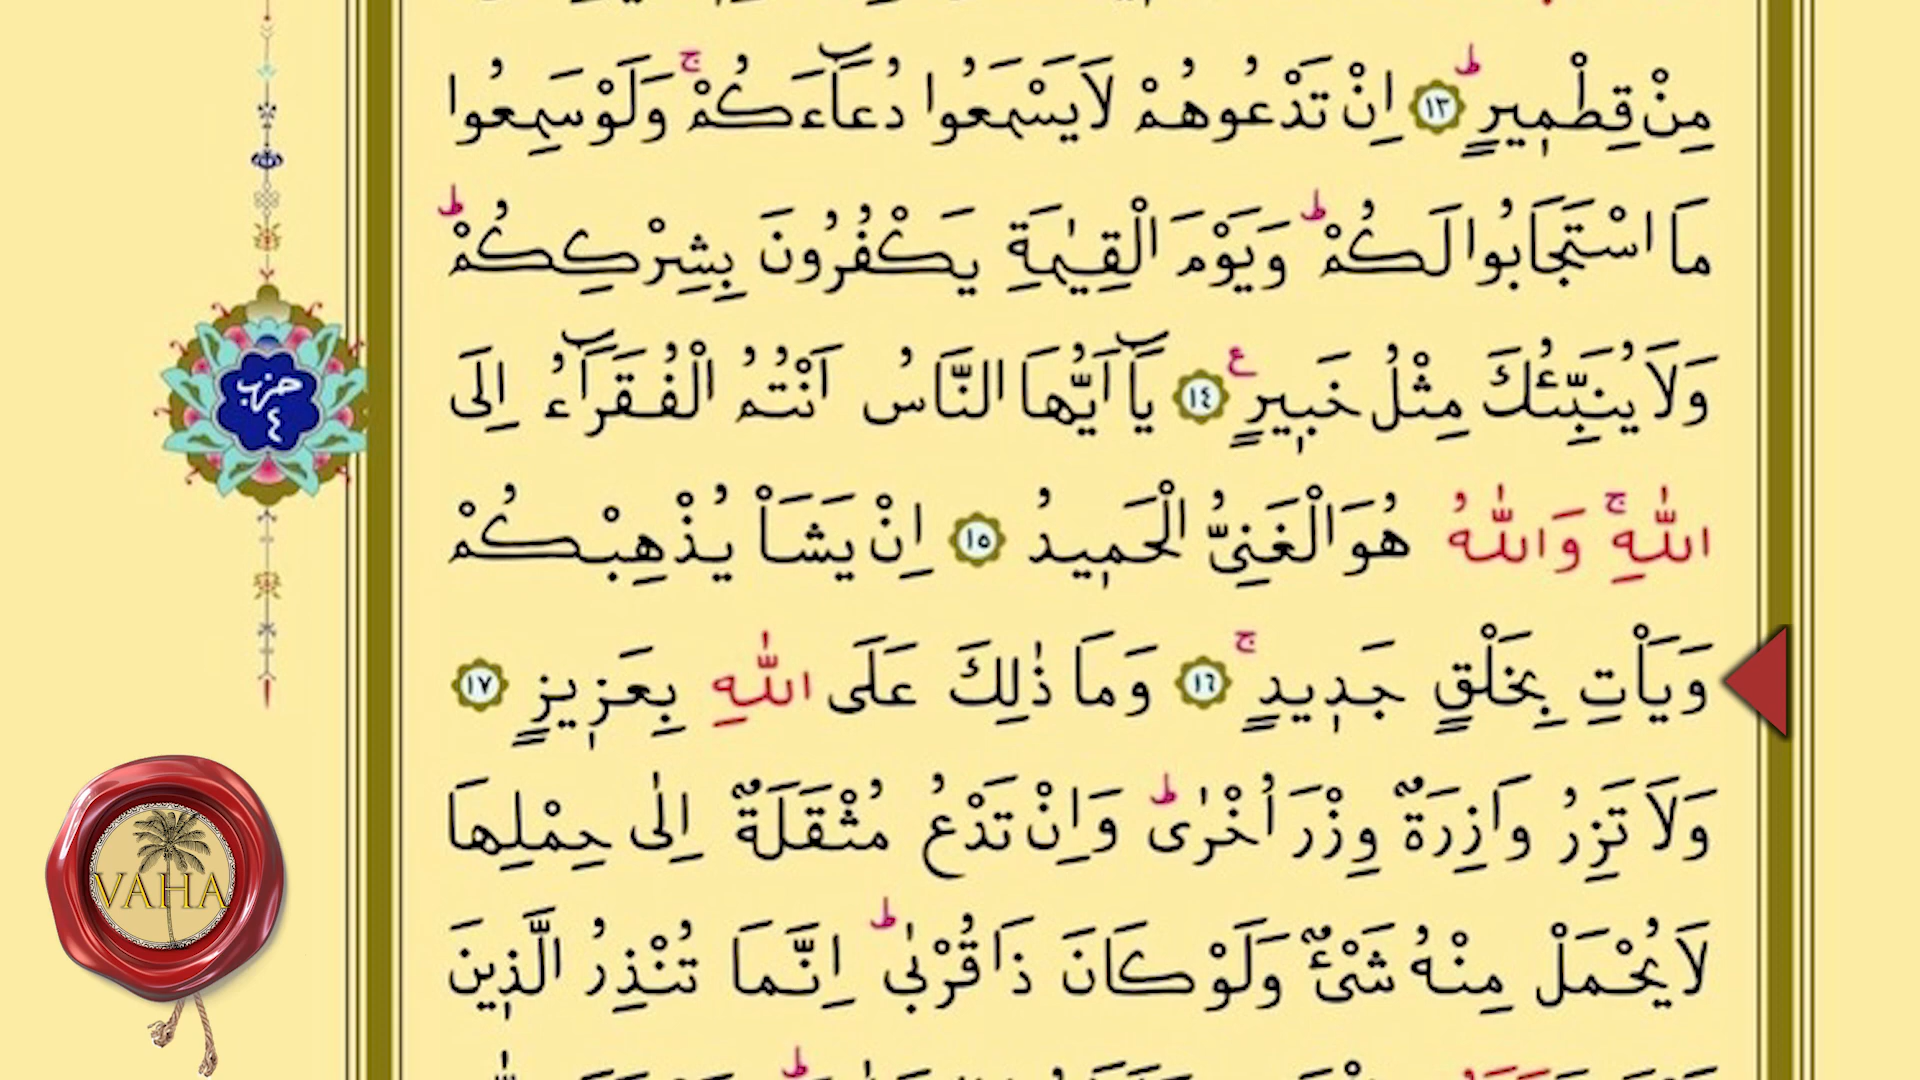 مِنْ قِطْمٖيرٍۜ ﴿١٣﴾ اِنْ تَدْعُوهُمْ لَا يَسْمَعُوا دُعَٓاءَكُمْۚ وَلَوْ سَمِعُوا
مَا اسْتَجَابُوا لَكُمْۜ وَيَوْمَ الْقِيٰمَةِ يَكْفُرُونَ بِشِرْكِكُمْۜ
وَلَا يُنَبِّئُكَ مِثْلُ خَبٖيرٍ ع ﴿١٤﴾ يَٓا اَيُّهَا النَّاسُ اَنْتُمُ الْفُقَرَٓاءُ اِلَى
اللّٰهِۚ وَاللّٰهُ هُوَ الْغَنِىُّ الْحَمٖيدُ ﴿١٥﴾ اِنْ يَشَاْ يُذْهِبْكُمْ
وَيَاْتِ بِخَلْقٍ جَدٖيدٍۚ ﴿١٦﴾ وَمَا ذٰلِكَ عَلَى اللّٰهِ بِعَزٖيزٍ ﴿١٧﴾
وَلَا تَزِرُ وَازِرَةٌ وِزْرَ اُخْرٰىۜ وَاِنْ تَدْعُ مُثْقَلَةٌ اِلٰى حِمْلِهَا
لَا يُحْمَلْ مِنْهُ شَىْءٌ وَلَوْ كَانَ ذَا قُرْبٰىۜ اِنَّمَا تُنْذِرُ الَّذٖينَ
حزب
٤
VAHA